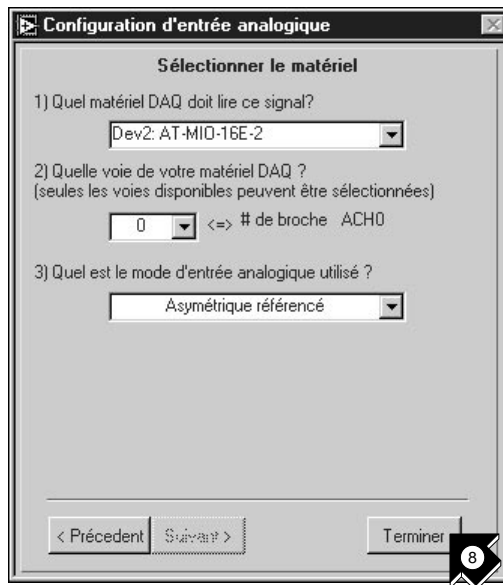 Configuration d'entrée analogique
Sélectionner le matériel
1) Quel matériel DAQ doit lire ce signal?
Dev2: AT-MIO-16E-2
2) Quelle voie de votre matériel DAQ ?
(seules les voies disponibles peuvent être sélectionnées)
0 <=> # de broche ACH0
3) Quel est le mode d'entrée analogique utilisé ?
Asymétrique référencé
< Précedent Suivant > Terminer
8